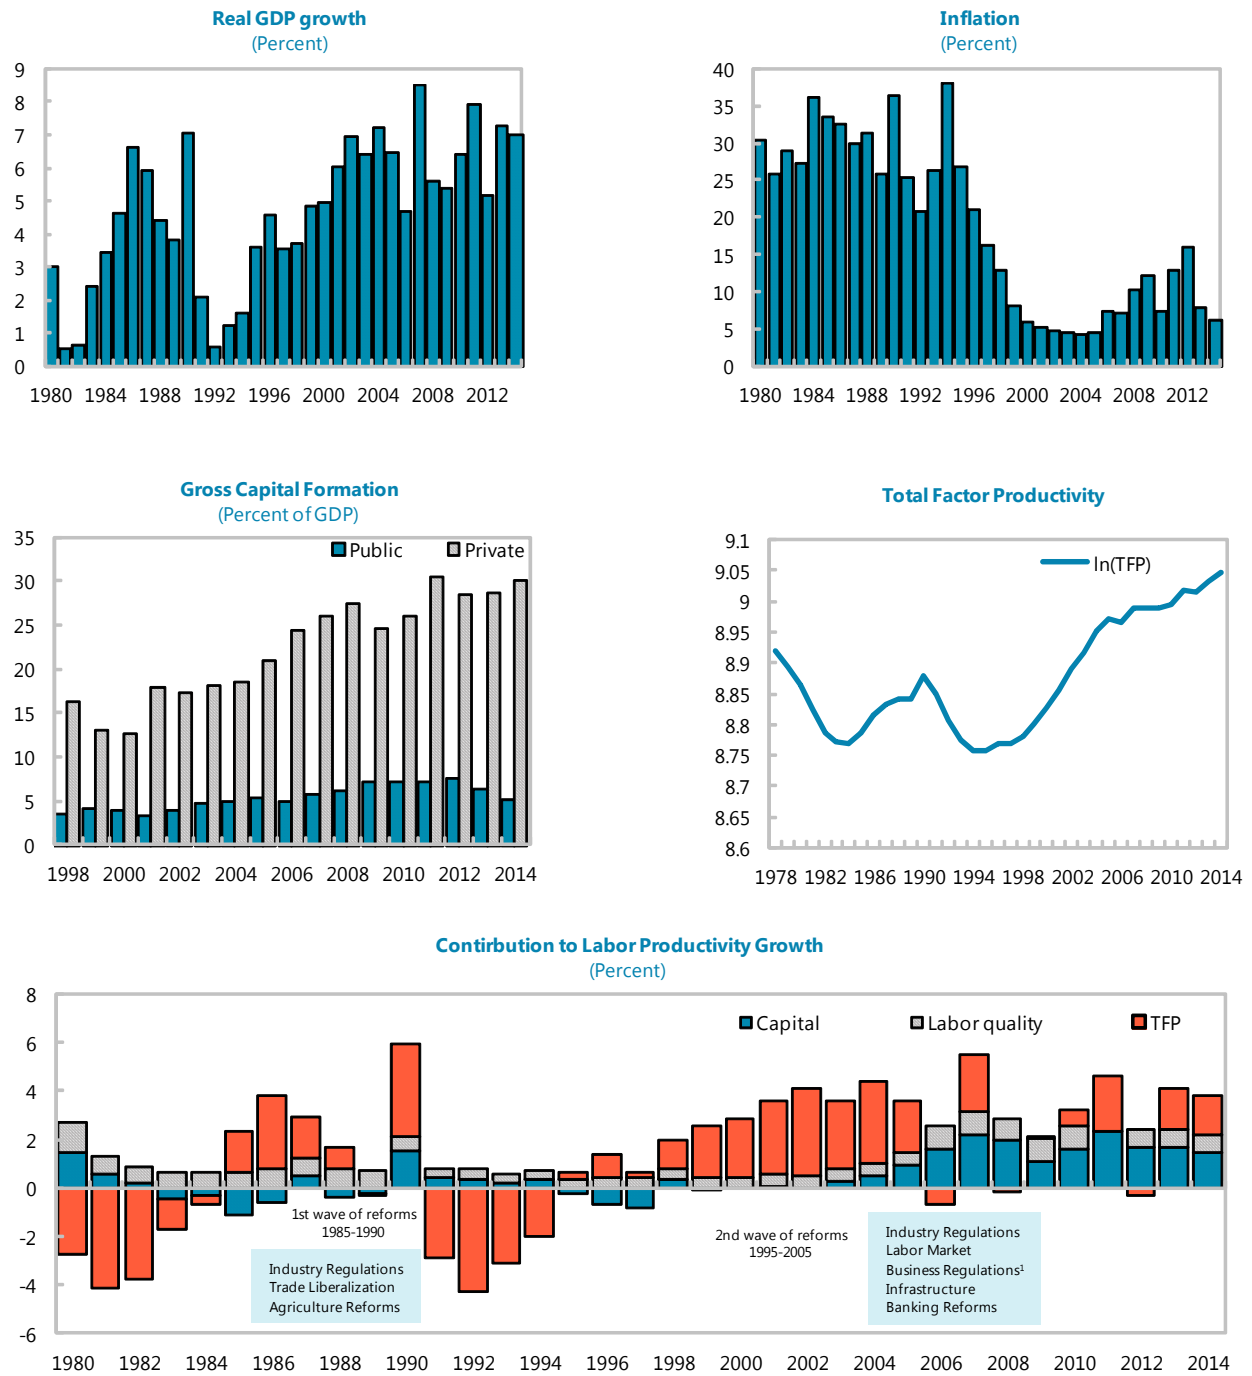 Real GDP growth
(Percent)
9
8
7
6
5
4
3
2
1
0
1980 1984 1988 1992 1996 2000 2004 2008 2012
Inflation
(Percent)
40
35
30
25
20
15
10
5
0
1980 1984 1988 1992 1996 2000 2004 2008 2012
Gross Capital Formation
(Percent of GDP)
Public Private
35
30
25
20
15
10
5
0
1998 2000 2002 2004 2006 2008 2010 2012 2014
Total Factor Productivity
ln(TFP)
9.1
9.05
9
8.95
8.9
8.85
8.8
8.75
8.7
8.65
8.6
1978 1982 1986 1990 1994 1998 2002 2006 2010 2014
Contirbution to Labor Productivity Growth
(Percent)
Capital Labor quality TFP
8
6
4
2
0
-2
-4
-6
1st wave of reforms
1985-1990
Industry Regulations
Trade Liberalization
Agriculture Reforms
2nd wave of reforms
1995-2005
Industry Regulations
Labor Market
Business Regulations¹
Infrastructure
Banking Reforms
1980 1982 1984 1986 1988 1990 1992 1994 1996 1998 2000 2002 2004 2006 2008 2010 2012 2014